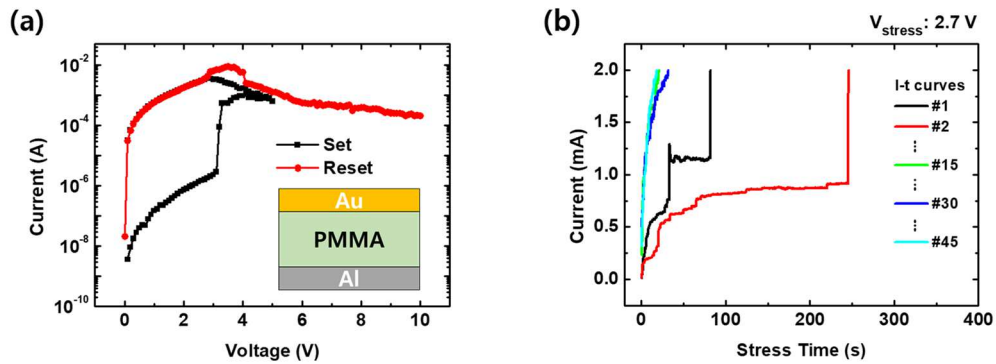 (a)
10⁻²
10⁻⁴
10⁻⁶
10⁻⁸
10⁻¹⁰
Current (A)
Set
Reset
Au
PMMA
Al
0
2
4
6
8
10
Voltage (V)
(b)
V_stress: 2.7 V
2.0
1.5
1.0
0.5
0.0
Current (mA)
I-t curves
#1
#2
⋮
#15
⋮
#30
⋮
#45
0
100
200
300
400
Stress Time (s)